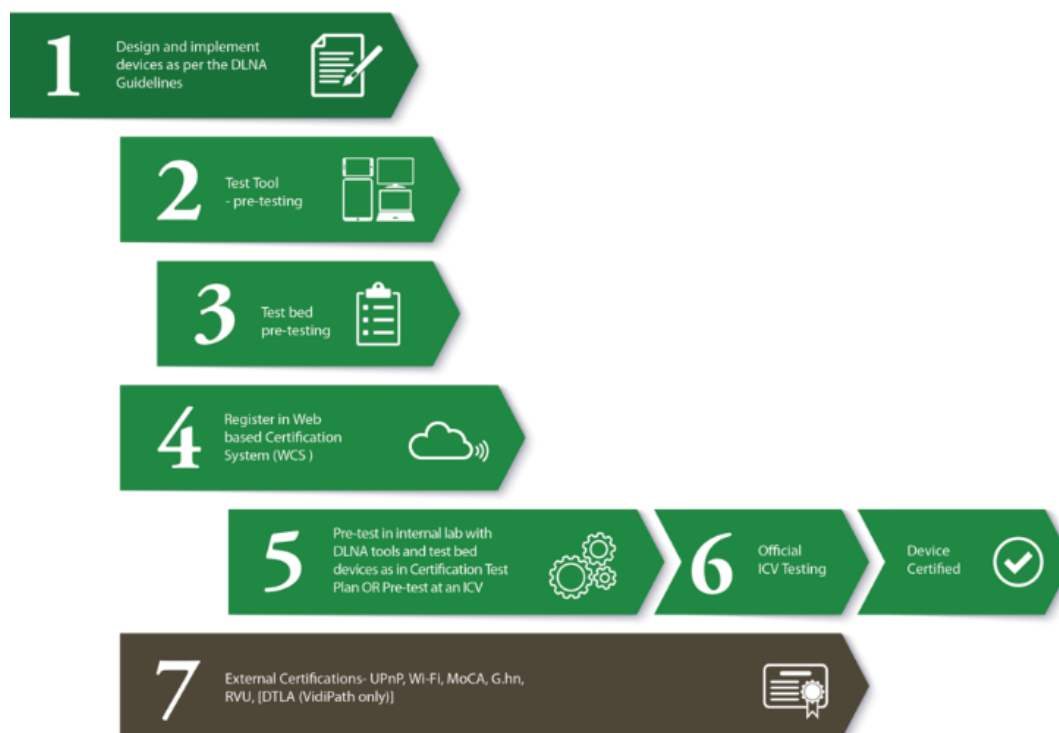 1
Design and implement
devices as per the DLNA
Guidelines
2
Test Tool
- pre-testing
3
Test bed
pre-testing
4
Register in Web
based Certification
System (WCS )
5
Pre-test in internal lab with
DLNA tools and test bed
devices as in Certification Test
Plan OR Pre-test at an ICV
6
Official
ICV Testing
Device
Certified
7
External Certifications- UPnP, Wi-Fi, MoCA, G.hn,
RVU, [DTLA (VidiPath only)]